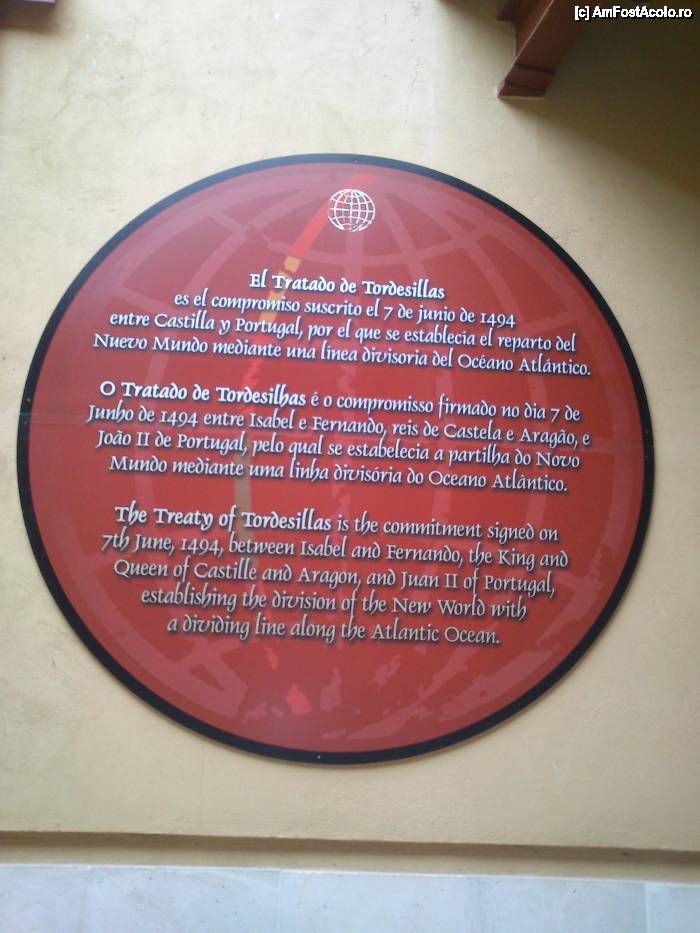 [c] AmFostAcolo.ro
El Tratado de Tordesillas
es el compromiso suscrito el 7 de junio de 1494
entre Castilla y Portugal, por el que se establecía el reparto del
Nuevo Mundo mediante una línea divisoria del Océano Atlántico.
O Tratado de Tordesilhas é o compromisso firmado no dia 7 de
Junho de 1494 entre Isabel e Fernando, reis de Castela e Aragão, e
João II de Portugal, pelo qual se estabelecia a partilha do Novo
Mundo mediante uma linha divisória do Oceano Atlântico.
The Treaty of Tordesillas is the commitment signed on
7th June, 1494, between Isabel and Fernando, the King and
Queen of Castille and Aragon, and Juan II of Portugal,
establishing the division of the New World with
a dividing line along the Atlantic Ocean.